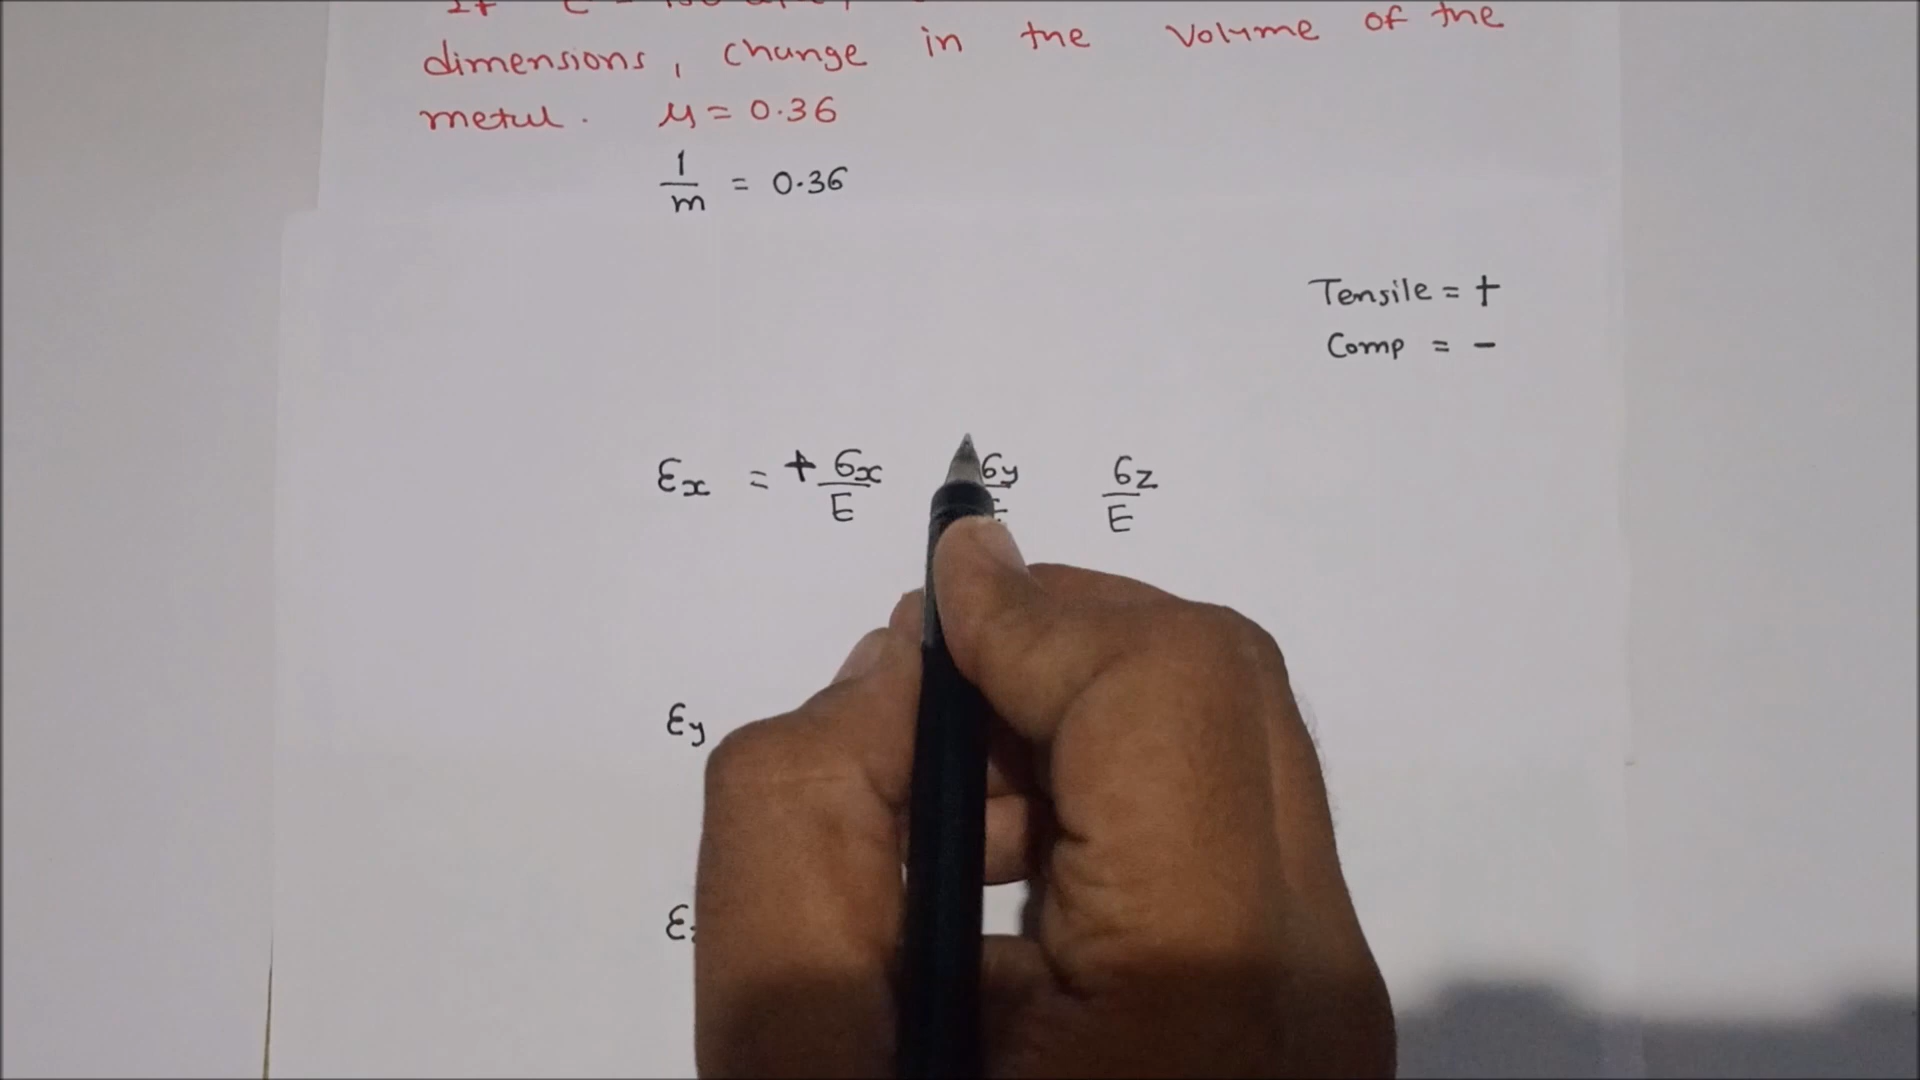 dimensions, change in the volume of the
metal. μ = 0.36
1/m = 0.36
Tensile = +
Comp = -
εx = + σx/E σy/E σz/E
εy
ε